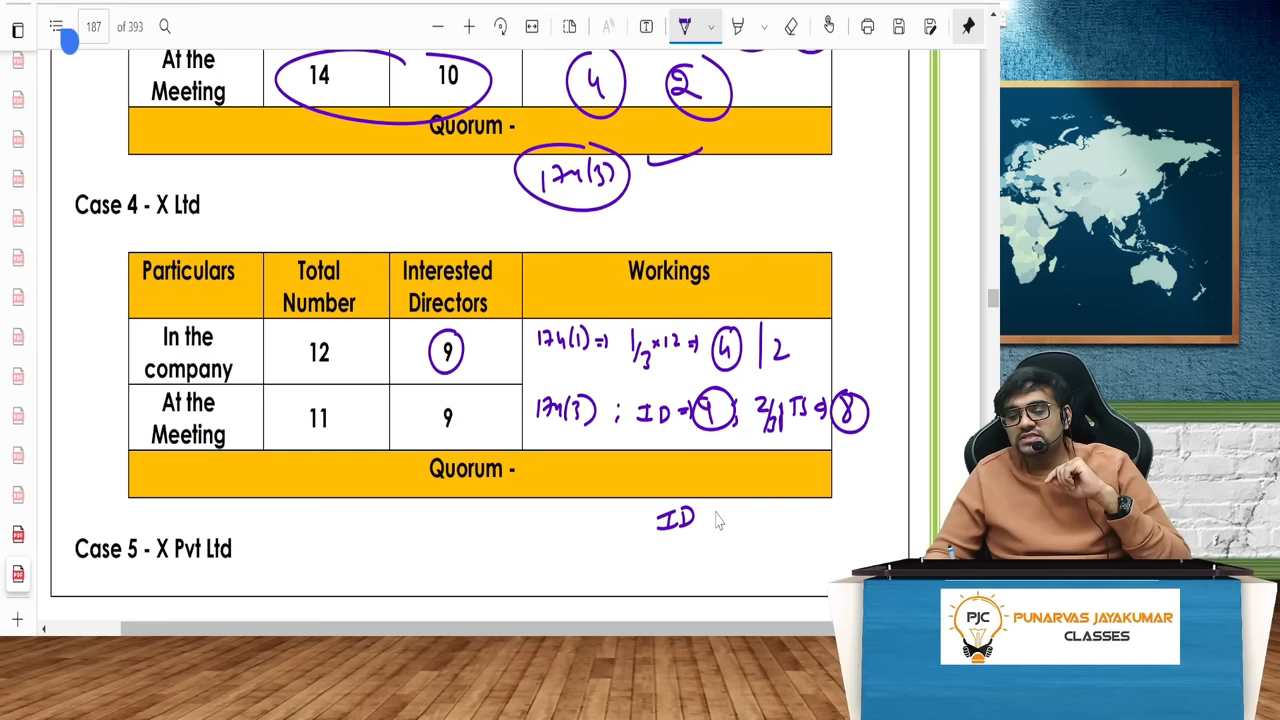 187 of 393
At the Meeting 14 10 4 2
Quorum -
174(3)
Case 4 - X Ltd
Particulars Total Number Interested Directors Workings
In the company 12 9 174(1) ⇒ 1/3 × 12 ⇒ 4 | 2
At the Meeting 11 9 174(3) ; ID ⇒ 9 ; 2/3 TS ⇒ 8
Quorum -
ID
Case 5 - X Pvt Ltd
PJC PUNARVAS JAYAKUMAR
CLASSES